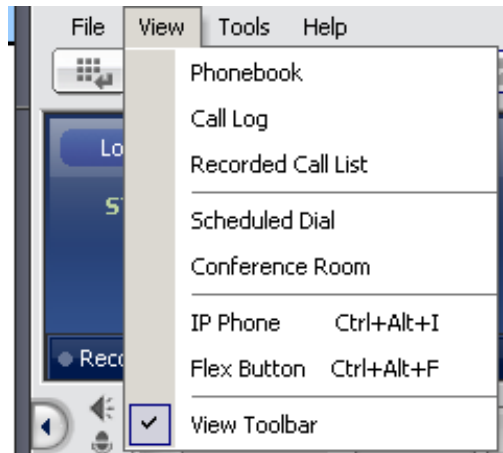 File View Tools Help
Phonebook
Call Log
Recorded Call List
Scheduled Dial
Conference Room
IP Phone Ctrl+Alt+I
Flex Button Ctrl+Alt+F
View Toolbar